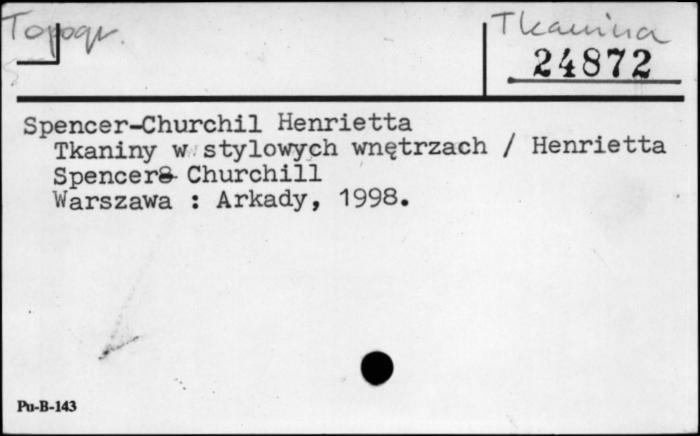 Topogr.
Tkanina
24872
Spencer-Churchil Henrietta
Tkaniny w stylowych wnętrzach / Henrietta
Spencer- Churchill
Warszawa : Arkady, 1998.
Pu-B-143